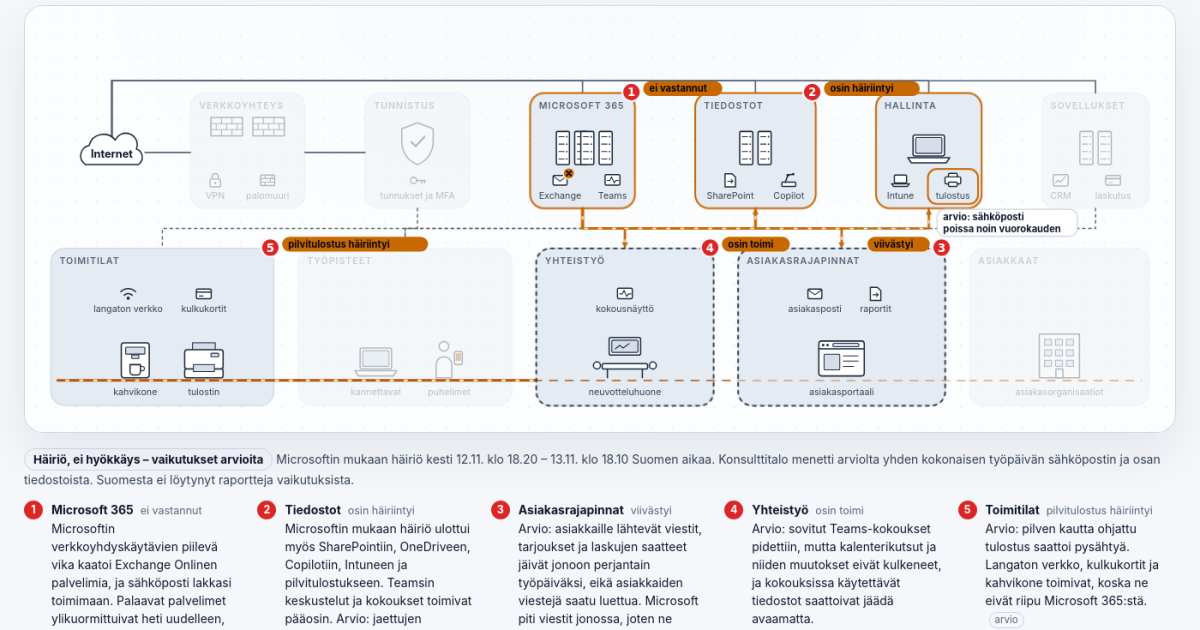 ei vastannut
osin häiriintyi
VERKKOYHTEYS
TUNNISTUS
1
MICROSOFT 365
TIEDOSTOT
2
HALLINTA
SOVELLUKSET
Internet
VPN
palomuuri
tunnukset ja MFA
Exchange
Teams
SharePoint
Copilot
Intune
tulostus
CRM
laskutus
arvio: sähköposti
poissa noin vuorokauden
5
pilvitulostus häiriintyi
4
osin toimi
viivästyi
3
TOIMITILAT
TYÖPISTEET
YHTEISTYÖ
ASIAKASRAJAPINNAT
ASIAKKAAT
langaton verkko
kulkukortit
kokousnäyttö
asiakasposti
raportit
kahvikone
tulostin
kannettavat
puhelimet
neuvotteluhuone
asiakasportaali
asiakasorganisaatiot
Häiriö, ei hyökkäys – vaikutukset arvioita Microsoftin mukaan häiriö kesti 12.11. klo 18.20 – 13.11. klo 18.10 Suomen aikaa. Konsulttitalo menetti arviolta yhden kokonaisen työpäivän sähköpostin ja osan
tiedostoista. Suomesta ei löytynyt raportteja vaikutuksista.
1 Microsoft 365 ei vastannut
Microsoftin
verkkoyhdyskäytävien piilevä
vika kaatoi Exchange Onlinen
palvelimia, ja sähköposti lakkasi
toimimaan. Palaavat palvelimet
ylikuormittuivat heti uudelleen,
2 Tiedostot osin häiriintyi
Microsoftin mukaan häiriö ulottui
myös SharePointiin, OneDriveen,
Copilotiin, Intuneen ja
pilvitulostukseen. Teamsin
keskustelut ja kokoukset toimivat
pääosin. Arvio: jaettujen
3 Asiakasrajapinnat viivästyi
Arvio: asiakkaille lähtevät viestit,
tarjoukset ja laskujen saatteet
jäivät jonoon perjantain
työpäiväksi, eikä asiakkaiden
viestejä saatu luettua. Microsoft
piti viestit jonossa, joten ne
4 Yhteistyö osin toimi
Arvio: sovitut Teams-kokoukset
pidettiin, mutta kalenterikutsut ja
niiden muutokset eivät kulkeneet,
ja kokouksissa käytettävät
tiedostot saattoivat jäädä
avaamatta.
5 Toimitilat pilvitulostus häiriintyi
Arvio: pilven kautta ohjattu
tulostus saattoi pysähtyä.
Langaton verkko, kulkukortit ja
kahvikone toimivat, koska ne
eivät riipu Microsoft 365:stä.
arvio